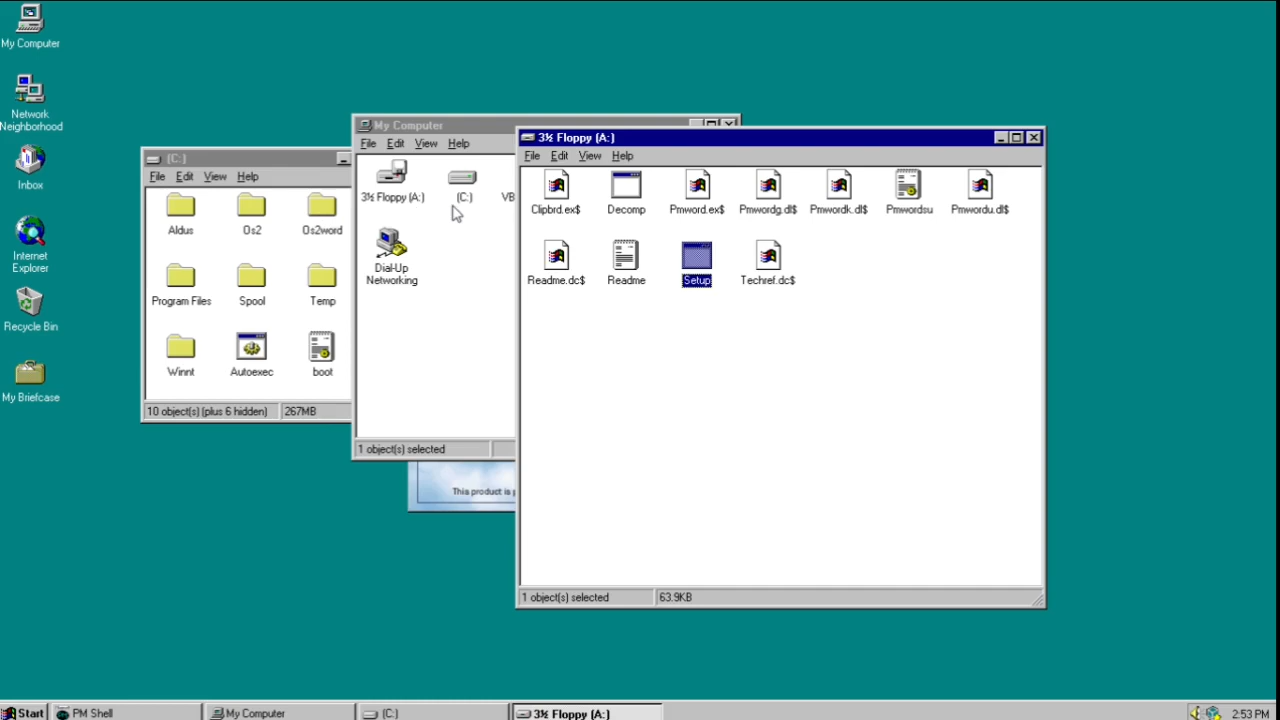 My Computer
Network
Neighborhood
Inbox
Internet
Explorer
Recycle Bin
My Briefcase
(C:)
File Edit View Help
Aldus Os2 Os2word
Program Files Spool Temp
Winnt Autoexec boot
10 object(s) (plus 6 hidden) 267MB
My Computer
File Edit View Help
3½ Floppy (A:) (C:) VB
Dial-Up
Networking
1 object(s) selected
This product is p
3½ Floppy (A:)
File Edit View Help
Clipbrd.ex$ Decomp Pmword.ex$ Pmwordg.dl$ Pmwordk.dl$ Pmwordsu Pmwordu.dl$
Readme.dc$ Readme Setup Techref.dc$
1 object(s) selected 63.9KB
Start PM Shell My Computer (C:) 3½ Floppy (A:) 2:53 PM